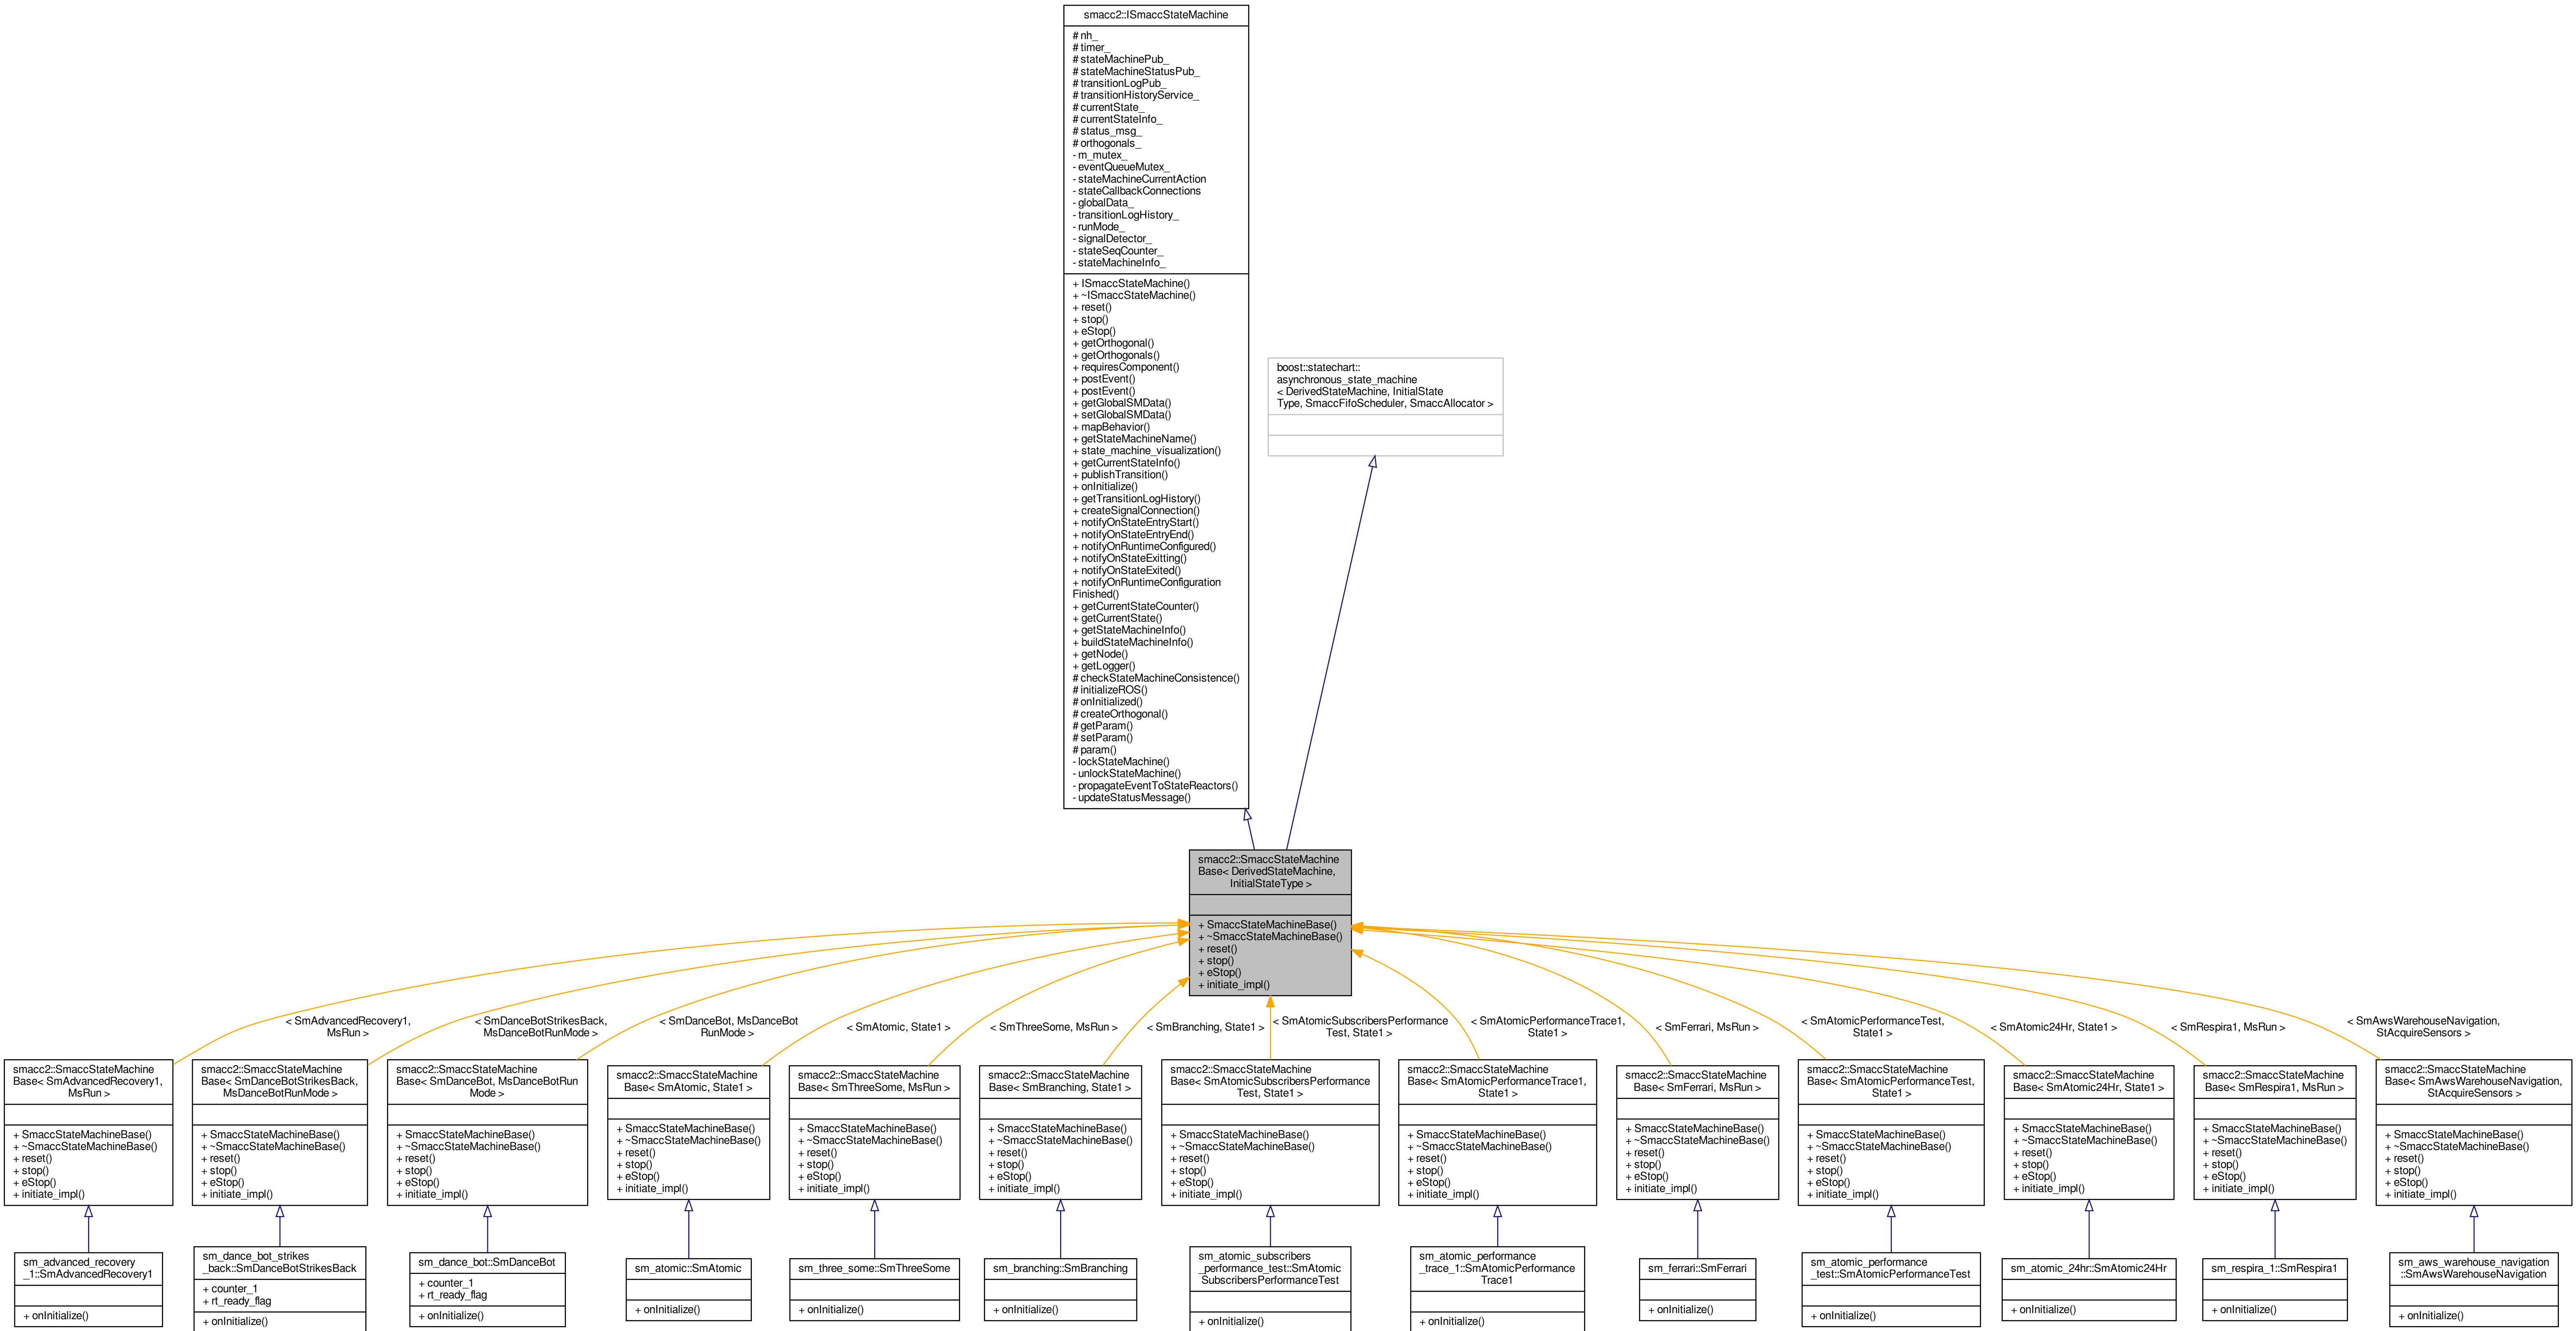 smacc2::ISmaccStateMachine
# nh_
# timer_
# stateMachinePub_
# stateMachineStatusPub_
# transitionLogPub_
# transitionHistoryService_
# currentState_
# currentStateInfo_
# status_msg_
# orthogonals_
- m_mutex_
- eventQueueMutex_
- stateMachineCurrentAction
- stateCallbackConnections
- globalData_
- transitionLogHistory_
- runMode_
- signalDetector_
- stateSeqCounter_
- stateMachineInfo_
+ ISmaccStateMachine()
+ ~ISmaccStateMachine()
+ reset()
+ stop()
+ eStop()
+ getOrthogonal()
+ getOrthogonals()
+ requiresComponent()
+ postEvent()
+ postEvent()
+ getGlobalSMData()
+ setGlobalSMData()
+ mapBehavior()
+ getStateMachineName()
+ state_machine_visualization()
+ getCurrentStateInfo()
+ publishTransition()
+ onInitialize()
+ getTransitionLogHistory()
+ createSignalConnection()
+ notifyOnStateEntryStart()
+ notifyOnStateEntryEnd()
+ notifyOnRuntimeConfigured()
+ notifyOnStateExitting()
+ notifyOnStateExited()
+ notifyOnRuntimeConfiguration
Finished()
+ getCurrentStateCounter()
+ getCurrentState()
+ getStateMachineInfo()
+ buildStateMachineInfo()
+ getNode()
+ getLogger()
# checkStateMachineConsistence()
# initializeROS()
# onInitialized()
# createOrthogonal()
# getParam()
# setParam()
# param()
- lockStateMachine()
- unlockStateMachine()
- propagateEventToStateReactors()
- updateStatusMessage()
boost::statechart::
asynchronous_state_machine
< DerivedStateMachine, InitialState
Type, SmaccFifoScheduler, SmaccAllocator >
smacc2::SmaccStateMachine
Base< DerivedStateMachine,
InitialStateType >
+ SmaccStateMachineBase()
+ ~SmaccStateMachineBase()
+ reset()
+ stop()
+ eStop()
+ initiate_impl()
< SmAdvancedRecovery1,
MsRun >
< SmDanceBotStrikesBack,
MsDanceBotRunMode >
< SmDanceBot, MsDanceBot
RunMode >
< SmAtomic, State1 >
< SmThreeSome, MsRun >
< SmBranching, State1 >
< SmAtomicSubscribersPerformance
Test, State1 >
< SmAtomicPerformanceTrace1,
State1 >
< SmFerrari, MsRun >
< SmAtomicPerformanceTest,
State1 >
< SmAtomic24Hr, State1 >
< SmRespira1, MsRun >
< SmAwsWarehouseNavigation,
StAcquireSensors >
smacc2::SmaccStateMachine
Base< SmAdvancedRecovery1,
MsRun >
+ SmaccStateMachineBase()
+ ~SmaccStateMachineBase()
+ reset()
+ stop()
+ eStop()
+ initiate_impl()
smacc2::SmaccStateMachine
Base< SmDanceBotStrikesBack,
MsDanceBotRunMode >
+ SmaccStateMachineBase()
+ ~SmaccStateMachineBase()
+ reset()
+ stop()
+ eStop()
+ initiate_impl()
smacc2::SmaccStateMachine
Base< SmDanceBot, MsDanceBotRun
Mode >
+ SmaccStateMachineBase()
+ ~SmaccStateMachineBase()
+ reset()
+ stop()
+ eStop()
+ initiate_impl()
smacc2::SmaccStateMachine
Base< SmAtomic, State1 >
+ SmaccStateMachineBase()
+ ~SmaccStateMachineBase()
+ reset()
+ stop()
+ eStop()
+ initiate_impl()
smacc2::SmaccStateMachine
Base< SmThreeSome, MsRun >
+ SmaccStateMachineBase()
+ ~SmaccStateMachineBase()
+ reset()
+ stop()
+ eStop()
+ initiate_impl()
smacc2::SmaccStateMachine
Base< SmBranching, State1 >
+ SmaccStateMachineBase()
+ ~SmaccStateMachineBase()
+ reset()
+ stop()
+ eStop()
+ initiate_impl()
smacc2::SmaccStateMachine
Base< SmAtomicSubscribersPerformance
Test, State1 >
+ SmaccStateMachineBase()
+ ~SmaccStateMachineBase()
+ reset()
+ stop()
+ eStop()
+ initiate_impl()
smacc2::SmaccStateMachine
Base< SmAtomicPerformanceTrace1,
State1 >
+ SmaccStateMachineBase()
+ ~SmaccStateMachineBase()
+ reset()
+ stop()
+ eStop()
+ initiate_impl()
smacc2::SmaccStateMachine
Base< SmFerrari, MsRun >
+ SmaccStateMachineBase()
+ ~SmaccStateMachineBase()
+ reset()
+ stop()
+ eStop()
+ initiate_impl()
smacc2::SmaccStateMachine
Base< SmAtomicPerformanceTest,
State1 >
+ SmaccStateMachineBase()
+ ~SmaccStateMachineBase()
+ reset()
+ stop()
+ eStop()
+ initiate_impl()
smacc2::SmaccStateMachine
Base< SmAtomic24Hr, State1 >
+ SmaccStateMachineBase()
+ ~SmaccStateMachineBase()
+ reset()
+ stop()
+ eStop()
+ initiate_impl()
smacc2::SmaccStateMachine
Base< SmRespira1, MsRun >
+ SmaccStateMachineBase()
+ ~SmaccStateMachineBase()
+ reset()
+ stop()
+ eStop()
+ initiate_impl()
smacc2::SmaccStateMachine
Base< SmAwsWarehouseNavigation,
StAcquireSensors >
+ SmaccStateMachineBase()
+ ~SmaccStateMachineBase()
+ reset()
+ stop()
+ eStop()
+ initiate_impl()
sm_advanced_recovery
_1::SmAdvancedRecovery1
+ onInitialize()
sm_dance_bot_strikes
_back::SmDanceBotStrikesBack
+ counter_1
+ rt_ready_flag
+ onInitialize()
sm_dance_bot::SmDanceBot
+ counter_1
+ rt_ready_flag
+ onInitialize()
sm_atomic::SmAtomic
+ onInitialize()
sm_three_some::SmThreeSome
+ onInitialize()
sm_branching::SmBranching
+ onInitialize()
sm_atomic_subscribers
_performance_test::SmAtomic
SubscribersPerformanceTest
+ onInitialize()
sm_atomic_performance
_trace_1::SmAtomicPerformance
Trace1
+ onInitialize()
sm_ferrari::SmFerrari
+ onInitialize()
sm_atomic_performance
_test::SmAtomicPerformanceTest
+ onInitialize()
sm_atomic_24hr::SmAtomic24Hr
+ onInitialize()
sm_respira_1::SmRespira1
+ onInitialize()
sm_aws_warehouse_navigation
::SmAwsWarehouseNavigation
+ onInitialize()